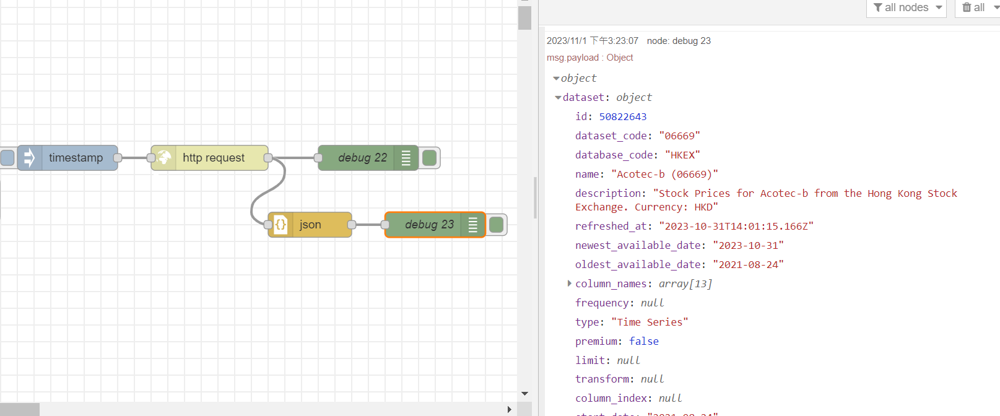 all nodes
all
2023/11/1 下午3:23:07 node: debug 23
msg.payload : Object
object
dataset: object
id: 50822643
dataset_code: "06669"
database_code: "HKEX"
name: "Acotec-b (06669)"
description: "Stock Prices for Acotec-b from the Hong Kong Stock
Exchange. Currency: HKD"
refreshed_at: "2023-10-31T14:01:15.166Z"
newest_available_date: "2023-10-31"
oldest_available_date: "2021-08-24"
column_names: array[13]
frequency: null
type: "Time Series"
premium: false
limit: null
transform: null
column_index: null
start_date: "2021-08-24"
timestamp
http request
debug 22
{} json
debug 23